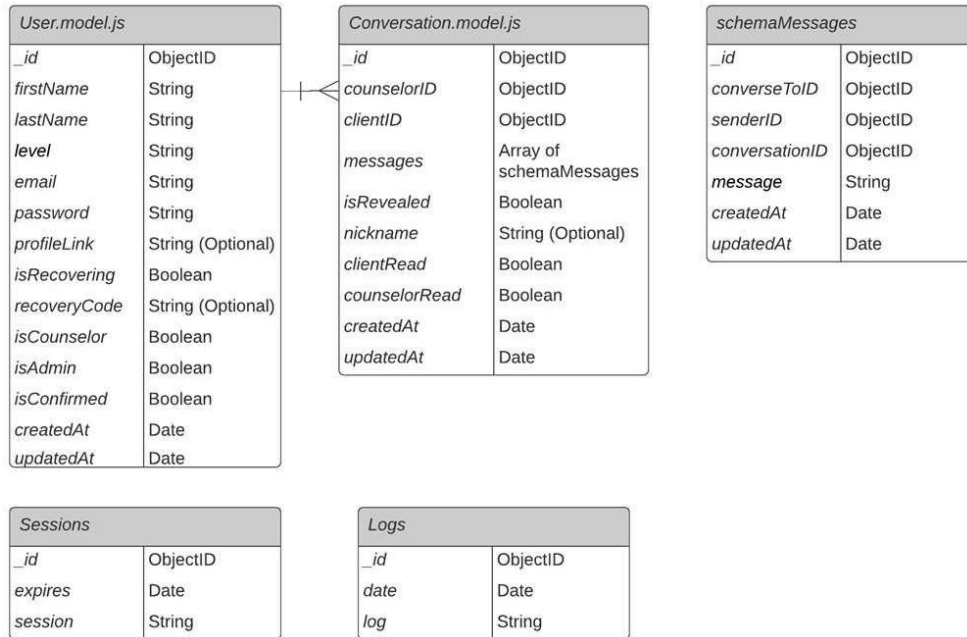 User.model.js
_id ObjectID
firstName String
lastName String
level String
email String
password String
profileLink String (Optional)
isRecovering Boolean
recoveryCode String (Optional)
isCounselor Boolean
isAdmin Boolean
isConfirmed Boolean
createdAt Date
updatedAt Date
Conversation.model.js
_id ObjectID
counselorID ObjectID
clientID ObjectID
messages Array of
schemaMessages
isRevealed Boolean
nickname String (Optional)
clientRead Boolean
counselorRead Boolean
createdAt Date
updatedAt Date
schemaMessages
_id ObjectID
converseToID ObjectID
senderID ObjectID
conversationID ObjectID
message String
createdAt Date
updatedAt Date
Sessions
_id ObjectID
expires Date
session String
Logs
_id ObjectID
date Date
log String